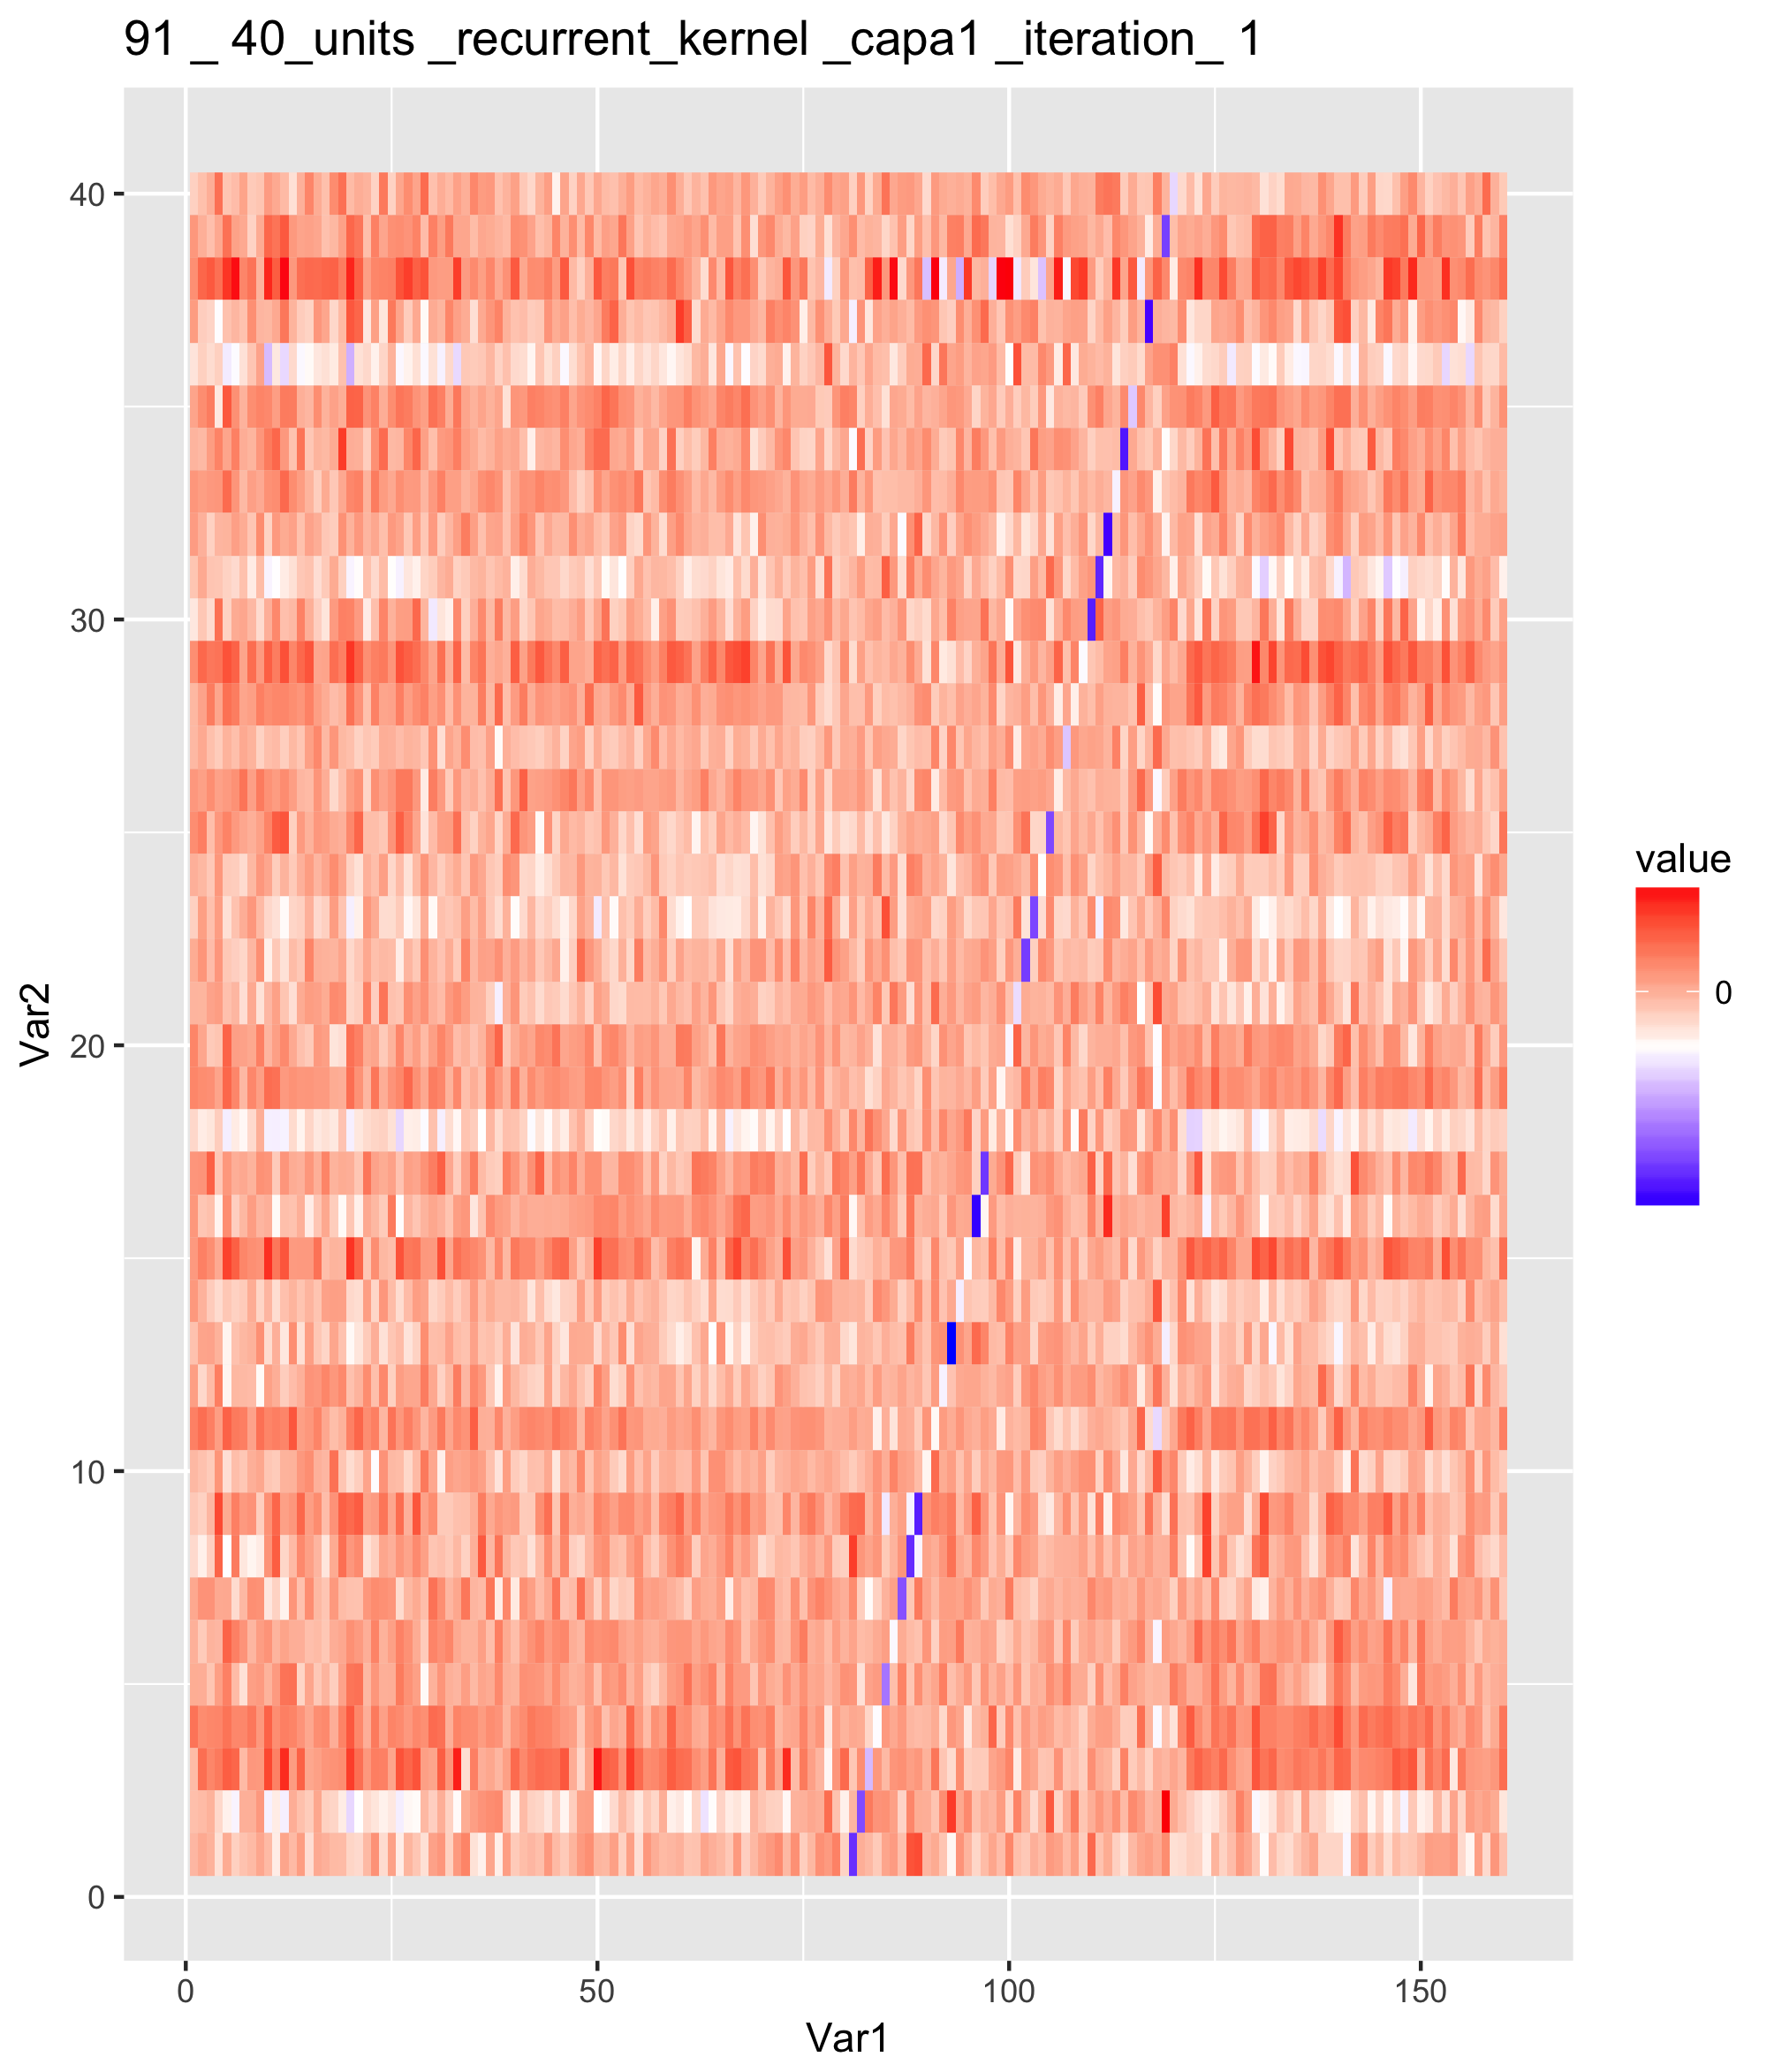 91 _ 40_units _recurrent_kernel _capa1 _iteration_ 1
40
30
20
10
0
Var2
0 50 100 150
Var1
value
0